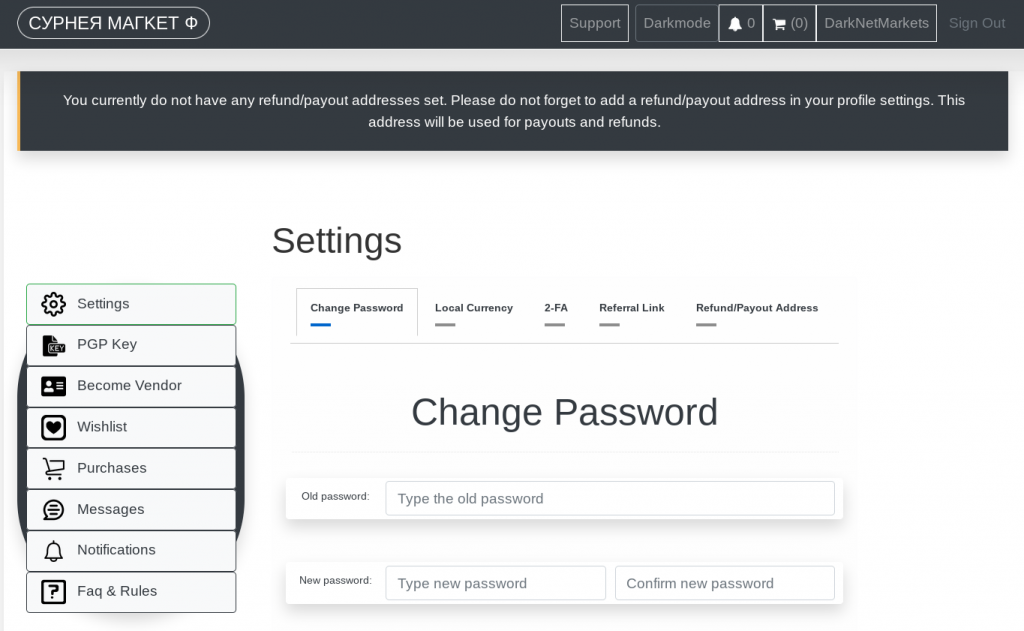 СУРНЕЯ МАГКЕТ Ф
Support
Darkmode
0
(0)
DarkNetMarkets
Sign Out
You currently do not have any refund/payout addresses set. Please do not forget to add a refund/payout address in your profile settings. This
address will be used for payouts and refunds.
Settings
Settings
PGP Key
KEY
Become Vendor
Wishlist
Purchases
Messages
Notifications
Faq & Rules
Change Password
Local Currency
2-FA
Referral Link
Refund/Payout Address
Change Password
Old password:
Type the old password
New password:
Type new password
Confirm new password